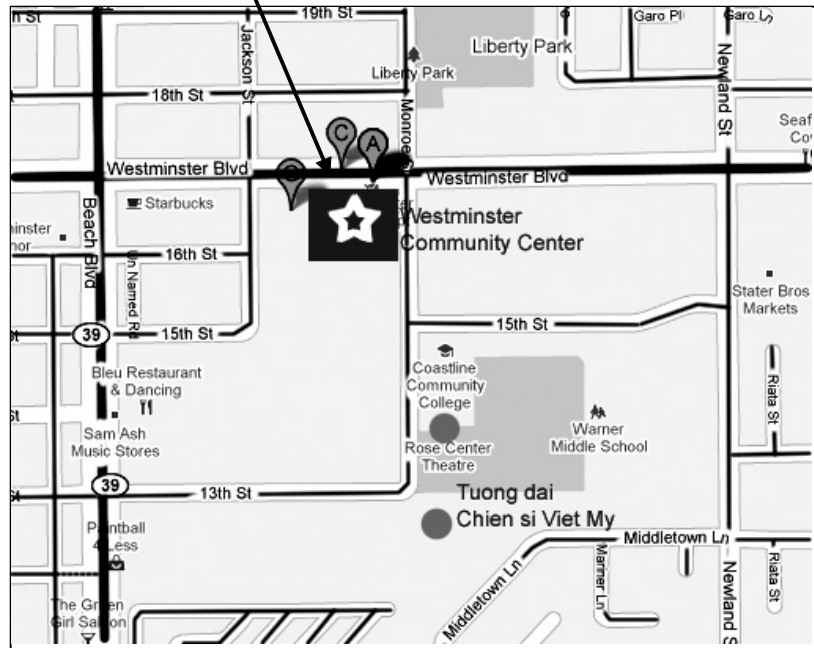 19th St
Garo Pl
Jackson St
Liberty Park
Liberty Park
Newland St
18th St
Monroe St
C
A
Westminster Blvd
Westminster Blvd
Beach Blvd
Starbucks
Westminster
Community Center
16th St
Un Named Rd
Stater Bros
Markets
39
15th St
15th St
Bleu Restaurant
& Dancing
Coastline
Community
College
Riata St
Sam Ash
Music Stores
Rose Center
Theatre
Warner
Middle School
39
13th St
Tuong dai
Chien si Viet My
Paintball
4 Less
Middletown Ln
Middletown Ln
Mariner Ln
Riata St
Newland S
The Green
Girl Saloon